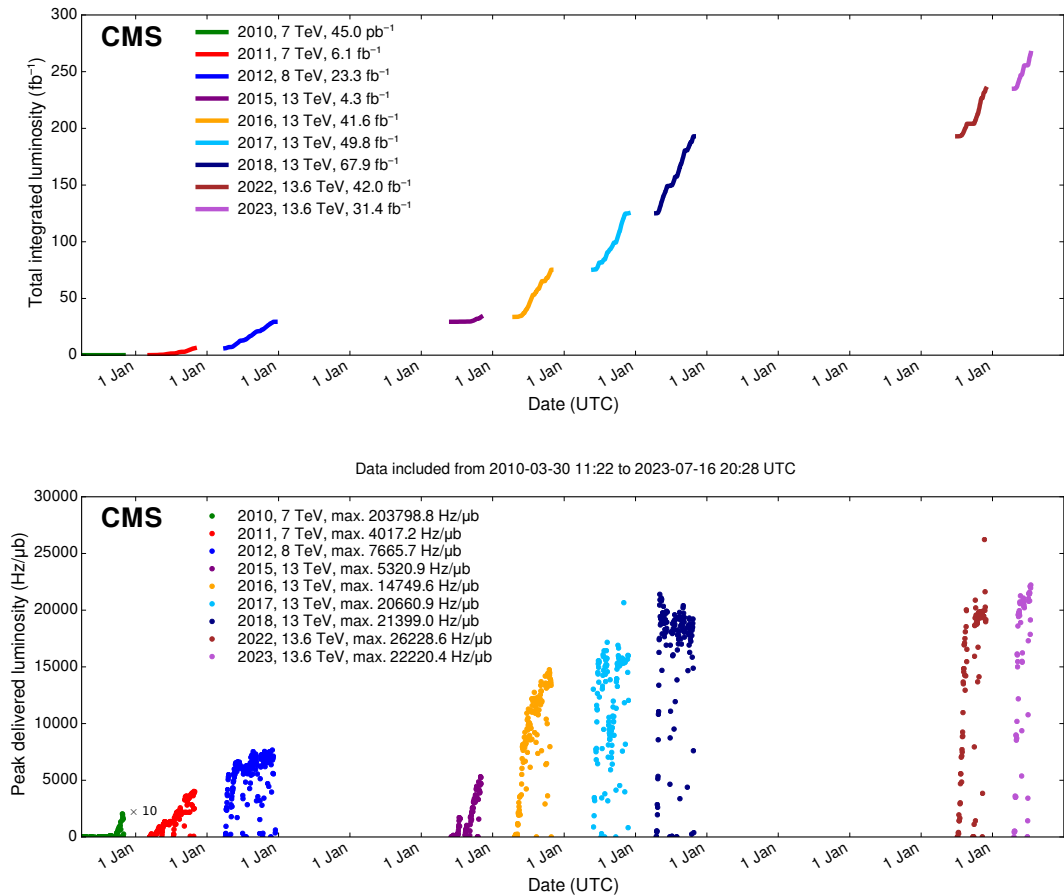 300
250
200
150
100
50
0
Total integrated luminosity (fb⁻¹)
CMS
2010, 7 TeV, 45.0 pb⁻¹
2011, 7 TeV, 6.1 fb⁻¹
2012, 8 TeV, 23.3 fb⁻¹
2015, 13 TeV, 4.3 fb⁻¹
2016, 13 TeV, 41.6 fb⁻¹
2017, 13 TeV, 49.8 fb⁻¹
2018, 13 TeV, 67.9 fb⁻¹
2022, 13.6 TeV, 42.0 fb⁻¹
2023, 13.6 TeV, 31.4 fb⁻¹
1 Jan 1 Jan 1 Jan 1 Jan 1 Jan 1 Jan 1 Jan 1 Jan 1 Jan 1 Jan 1 Jan 1 Jan 1 Jan
Date (UTC)
Data included from 2010-03-30 11:22 to 2023-07-16 20:28 UTC
30000
25000
20000
15000
10000
5000
0
Peak delivered luminosity (Hz/μb)
CMS
2010, 7 TeV, max. 203798.8 Hz/μb
2011, 7 TeV, max. 4017.2 Hz/μb
2012, 8 TeV, max. 7665.7 Hz/μb
2015, 13 TeV, max. 5320.9 Hz/μb
2016, 13 TeV, max. 14749.6 Hz/μb
2017, 13 TeV, max. 20660.9 Hz/μb
2018, 13 TeV, max. 21399.0 Hz/μb
2022, 13.6 TeV, max. 26228.6 Hz/μb
2023, 13.6 TeV, max. 22220.4 Hz/μb
× 10
1 Jan 1 Jan 1 Jan 1 Jan 1 Jan 1 Jan 1 Jan 1 Jan 1 Jan 1 Jan 1 Jan 1 Jan 1 Jan
Date (UTC)